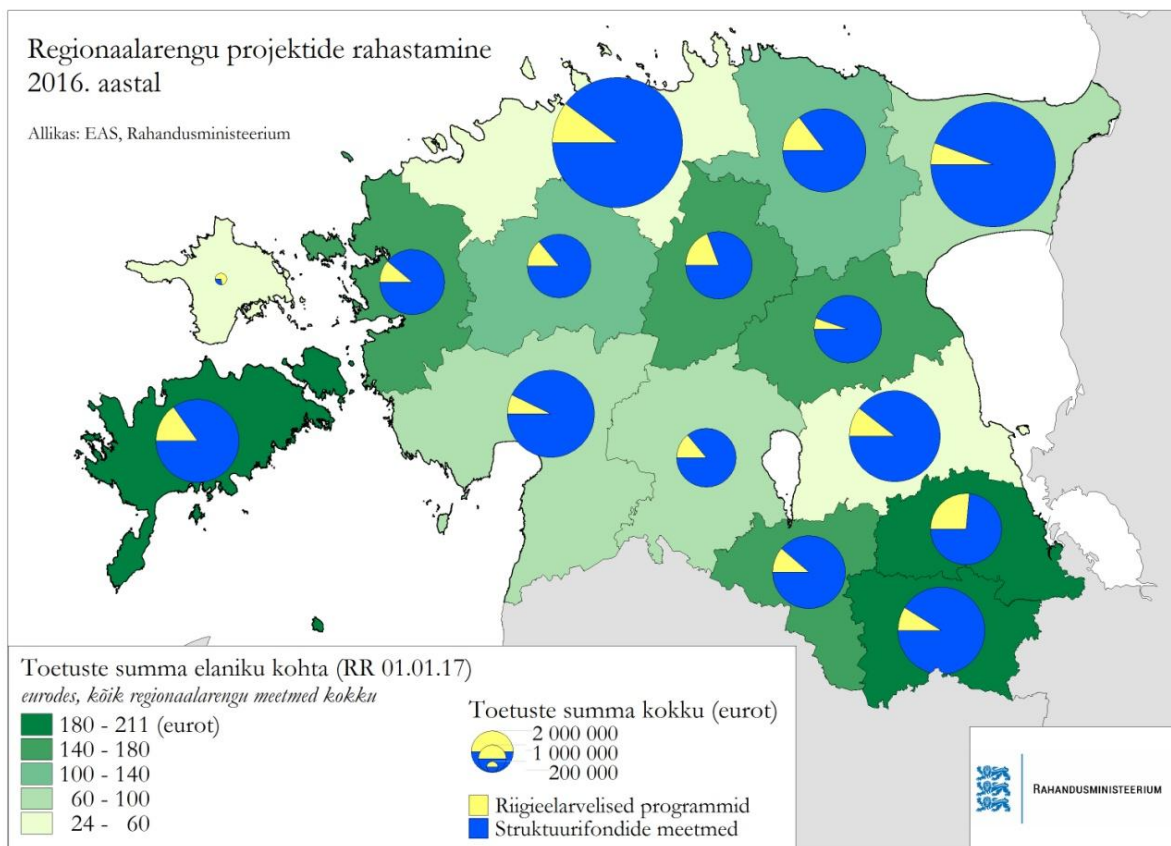 Regionaalarengu projektide rahastamine
2016. aastal
Allikas: EAS, Rahandusministeerium
Toetuste summa elaniku kohta (RR 01.01.17)
eurodes, kõik regionaalarengu meetmed kokku
180 - 211 (eurot)
140 - 180
100 - 140
60 - 100
24 - 60
Toetuste summa kokku (eurot)
2 000 000
1 000 000
200 000
Riigieelarvelised programmid
Struktuurifondide meetmed
RAHANDUSMINISTEERIUM